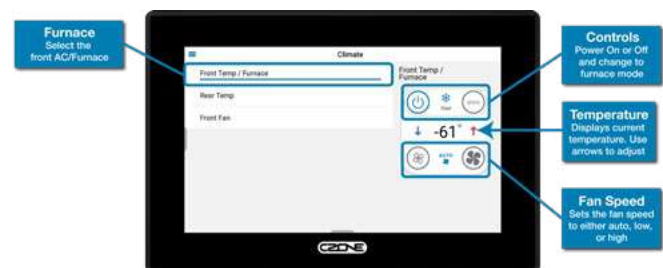 Furnace
Select the
front AC/Furnace
Climate
Front Temp / Furnace
Rear Temp
Front Fan
Front Temp /
Furnace
-61°
AUTO
CZONE
Controls
Power On or Off
and change to
furnace mode
Temperature
Displays current
temperature. Use
arrows to adjust
Fan Speed
Sets the fan speed
to either auto, low,
or high